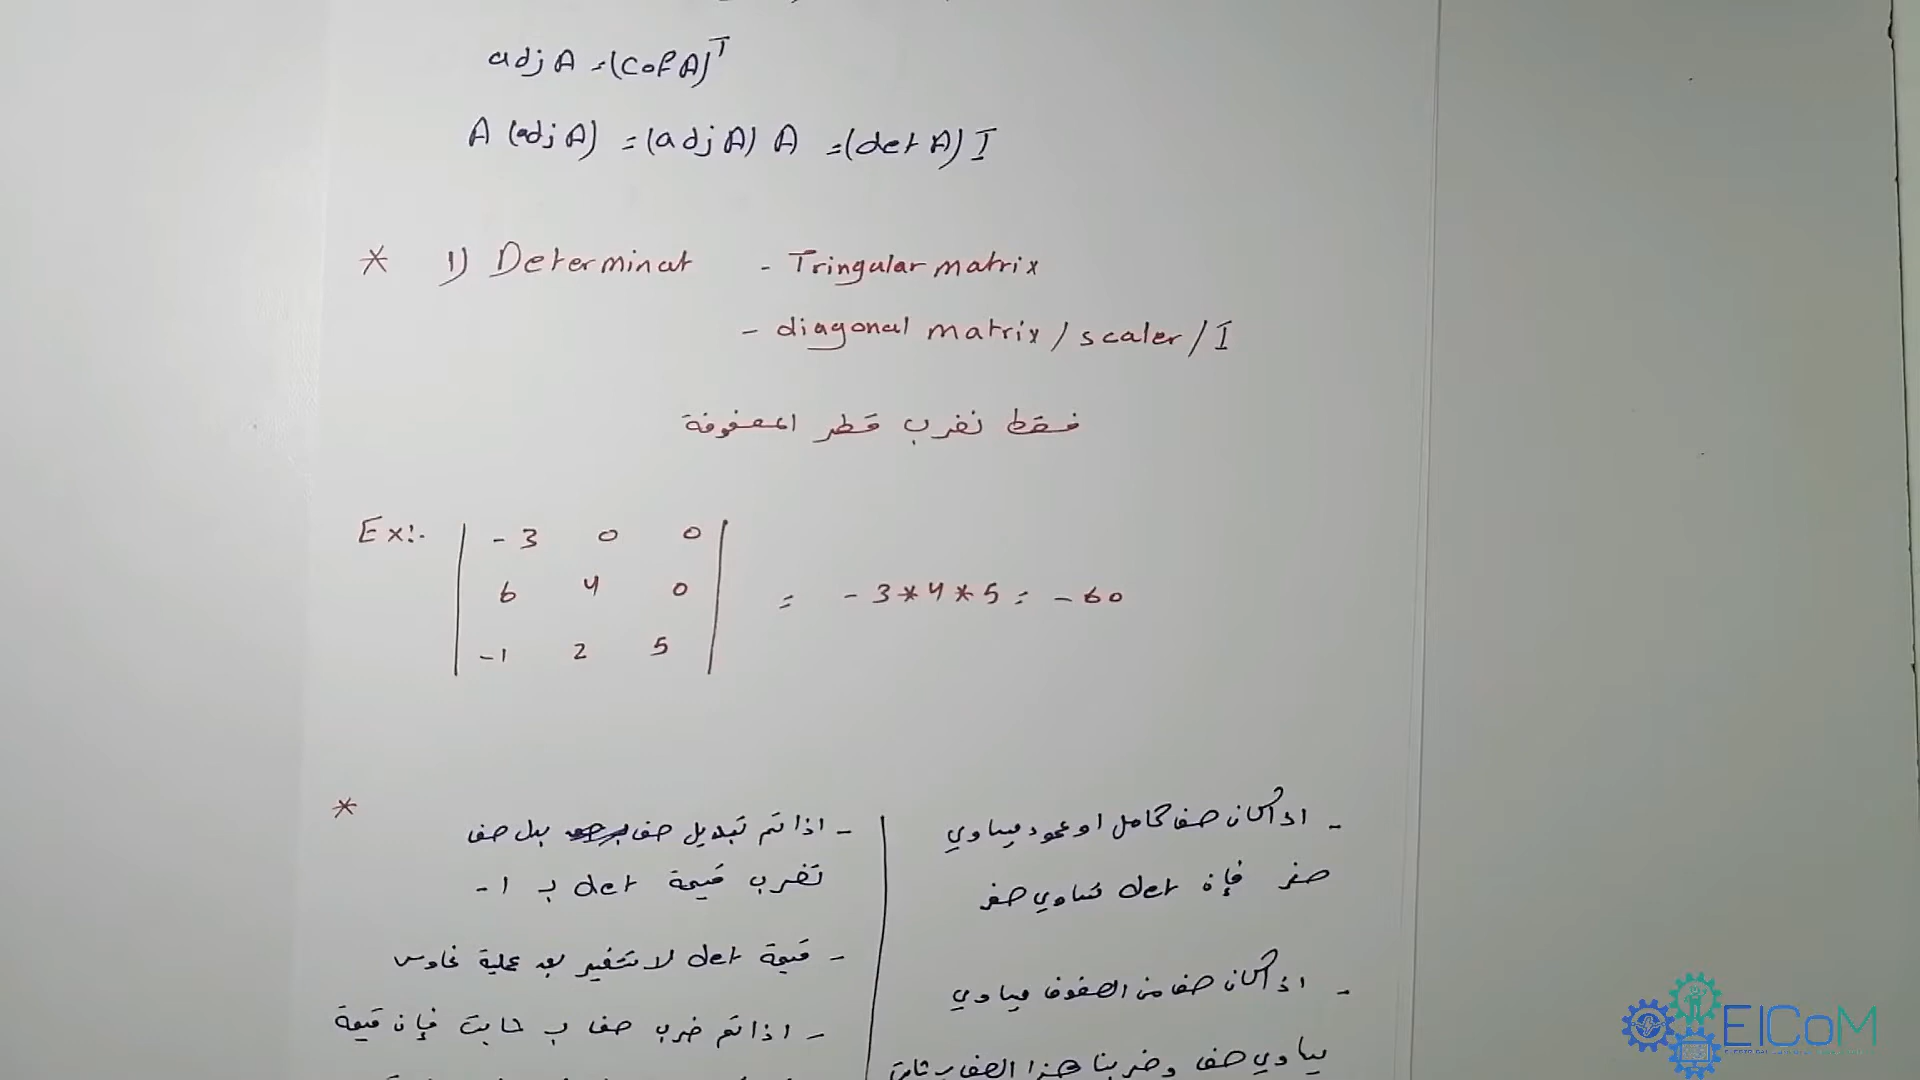 adj A = (Cof A)^T
A (adj A) = (adj A) A = (det A) I
* 1) Determinat - Tringular matrix
- diagonal matrix / scaler / I
فقط نضرب قطر المصفوفة
Ex:- | -3 0 0 |
| 6 4 0 | = -3*4*5 = -60
| -1 2 5 |
*
- اذا كان صف كامل او عمود يساوي
صفر فإن det تساوي صفر
- اذا كان صف من الصفوف يساوي
يساوي صف وضربنا هذا الصف ب ثابت
- اذا تم تبديل صف بدل صف
تضرب قيمة det ب 1-
- قيمة det لا تتغير بعد عملية غاوس
- اذا تم ضرب صف ب ثابت فإن قيمة
EICoM